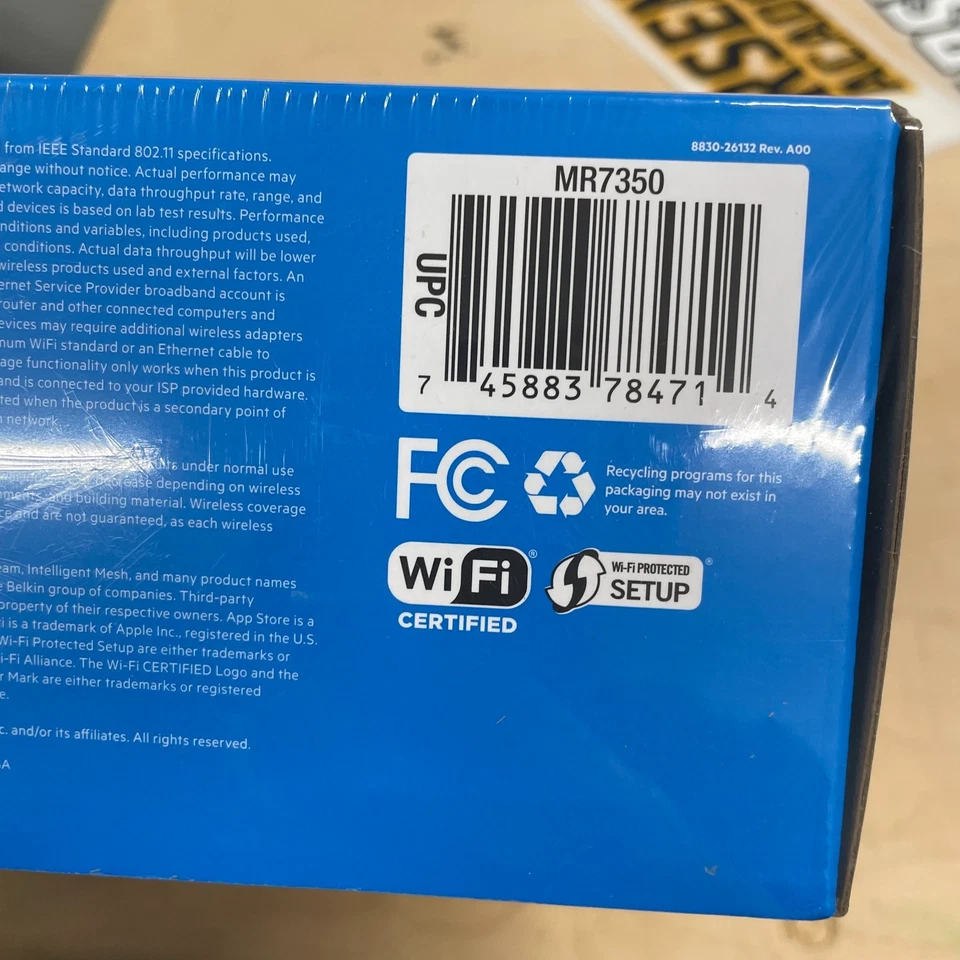 from IEEE Standard 802.11 specifications.
ange without notice. Actual performance may
etwork capacity, data throughput rate, range, and
d devices is based on lab test results. Performance
nditions and variables, including products used,
conditions. Actual data throughput will be lower
wireless products used and external factors. An
ernet Service Provider broadband account is
router and other connected computers and
evices may require additional wireless adapters
num WiFi standard or an Ethernet cable to
age functionality only works when this product is
and is connected to your ISP provided hardware.
ted when the product is a secondary point of
n network.
under normal use
depending on wireless
and building material. Wireless coverage
ce and are not guaranteed, as each wireless
eam, Intelligent Mesh, and many product names
e Belkin group of companies. Third-party
property of their respective owners. App Store is a
i is a trademark of Apple Inc., registered in the U.S.
Wi-Fi Protected Setup are either trademarks or
i-Fi Alliance. The Wi-Fi CERTIFIED Logo and the
r Mark are either trademarks or registered
e.
c. and/or its affiliates. All rights reserved.
SA
8830-26132 Rev. A00
MR7350
UPC
7 45883 78471 4
FC
Recycling programs for this
packaging may not exist in
your area.
WiFi®
CERTIFIED
Wi-Fi PROTECTED®
SETUP